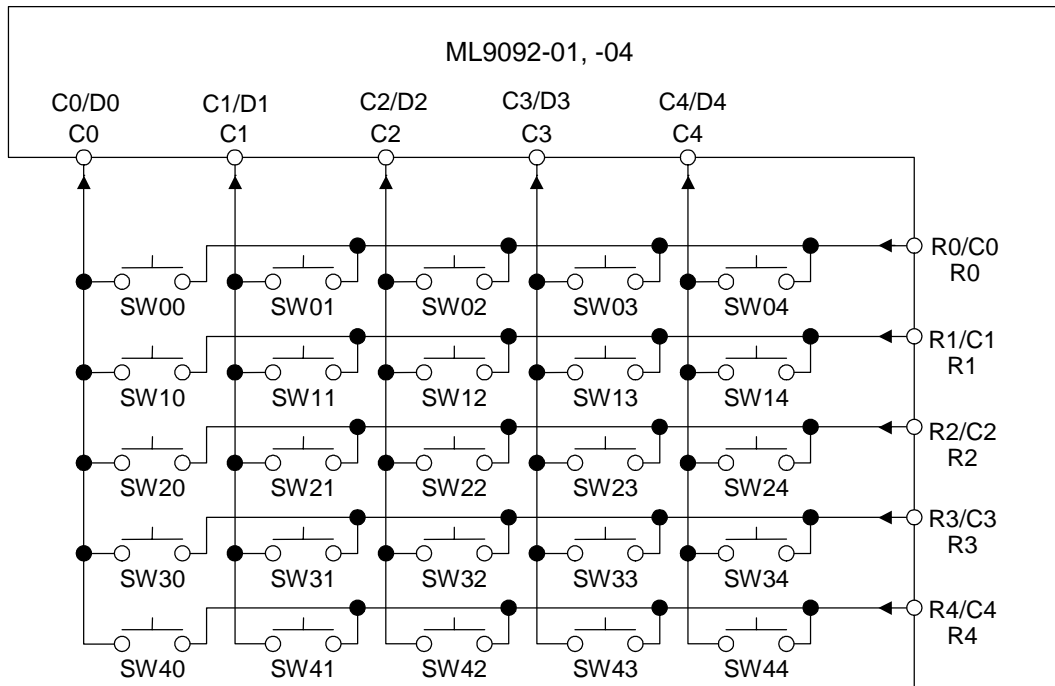 ML9092-01, -04
C0/D0 C1/D1 C2/D2 C3/D3 C4/D4
C0 C1 C2 C3 C4
R0/C0
R0
SW00 SW01 SW02 SW03 SW04
R1/C1
R1
SW10 SW11 SW12 SW13 SW14
R2/C2
R2
SW20 SW21 SW22 SW23 SW24
R3/C3
R3
SW30 SW31 SW32 SW33 SW34
R4/C4
R4
SW40 SW41 SW42 SW43 SW44